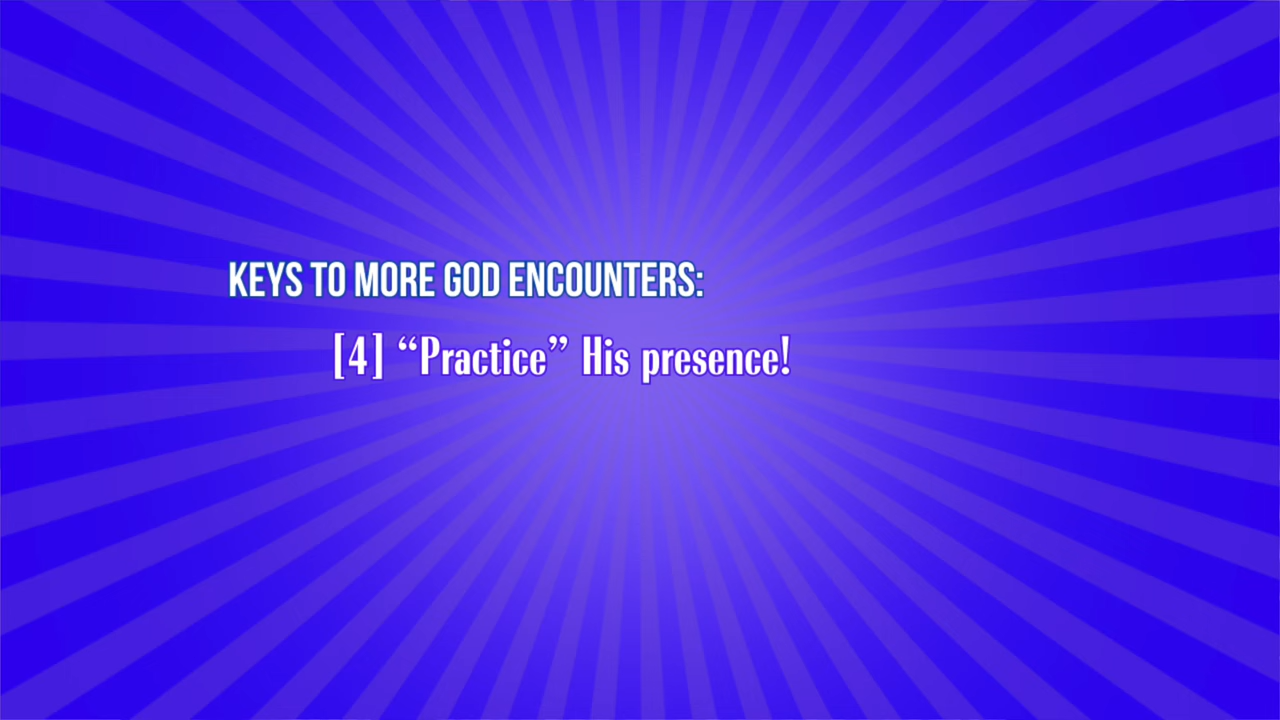 KEYS TO MORE GOD ENCOUNTERS:
[4] “Practice” His presence!